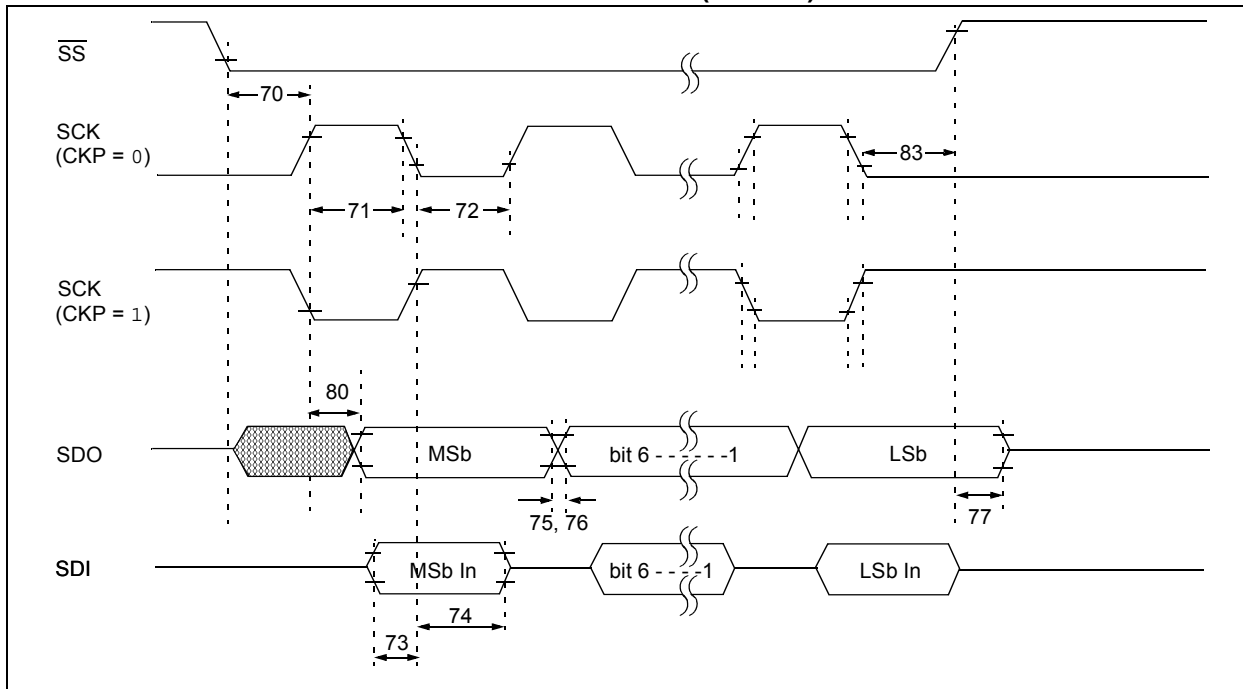 SS
70
SCK
(CKP = 0)
83
71
72
SCK
(CKP = 1)
80
SDO
MSb
bit 6 - - - - - -1
LSb
75, 76
77
SDI
MSb In
bit 6 - - - -1
LSb In
74
73